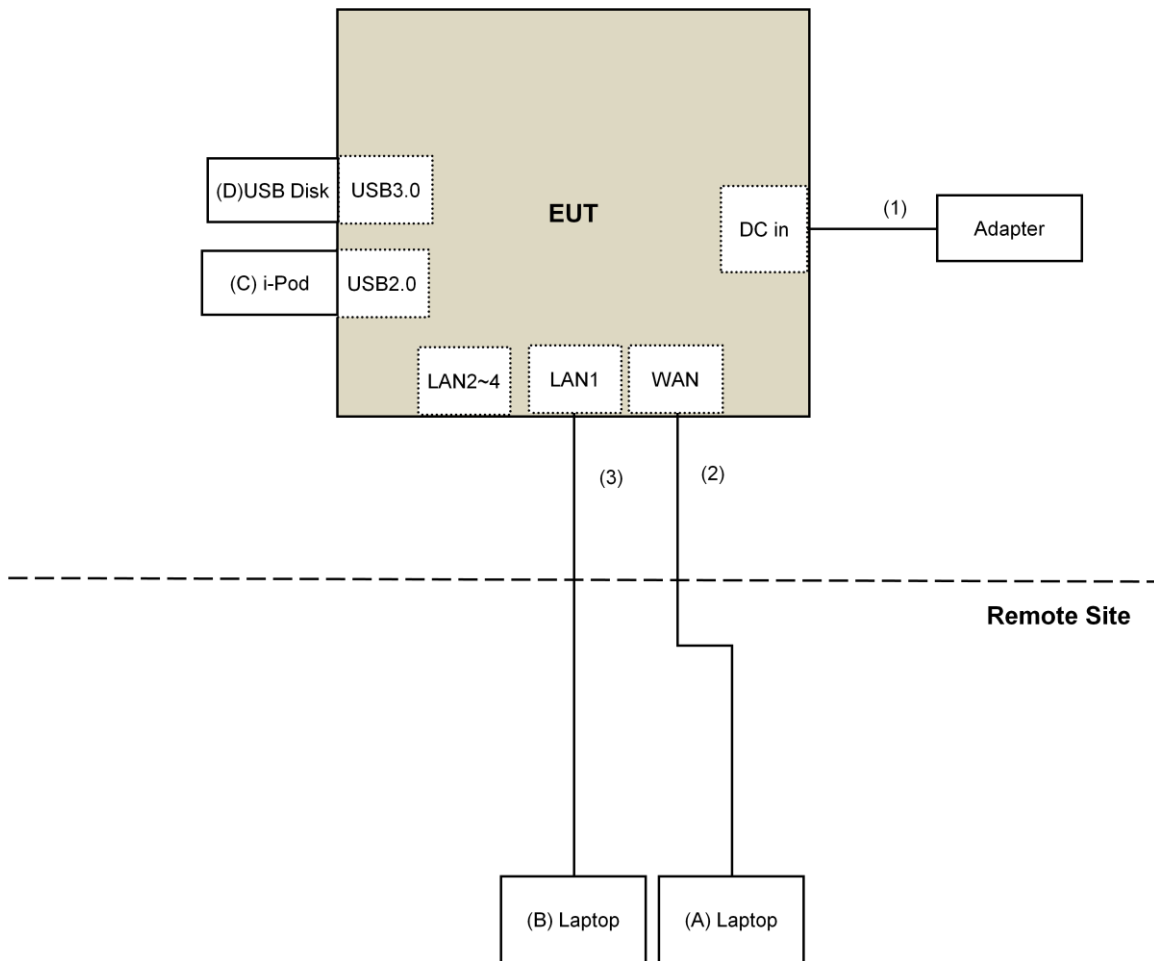 (D)USB Disk
USB3.0
EUT
DC in
(1)
Adapter
(C) i-Pod
USB2.0
LAN2~4
LAN1
WAN
(3)
(2)
Remote Site
(B) Laptop
(A) Laptop